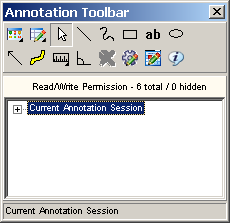 Annotation Toolbar
ab
Read/Write Permission - 6 total / 0 hidden
Current Annotation Session
Current Annotation Session